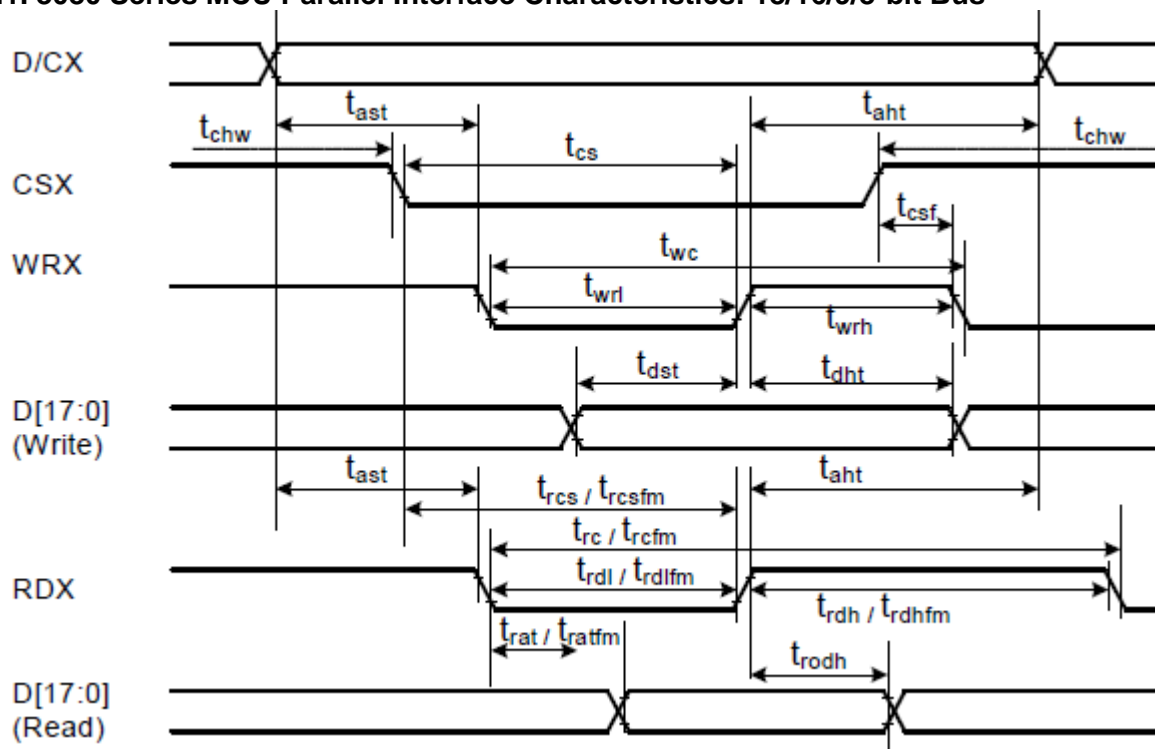 8080 Series MCU Parallel Interface Characteristics: 18/16/9/8-bit Bus
D/CX
tast
taht
tchw
tcs
tchw
CSX
tcsf
WRX
twc
twrl
twrh
tdst
tdht
D[17:0]
(Write)
tast
taht
trcs / trcsfm
trc / trcfm
trdl / trdlfm
RDX
trdh / trdhfm
trat / tratfm
trodh
D[17:0]
(Read)